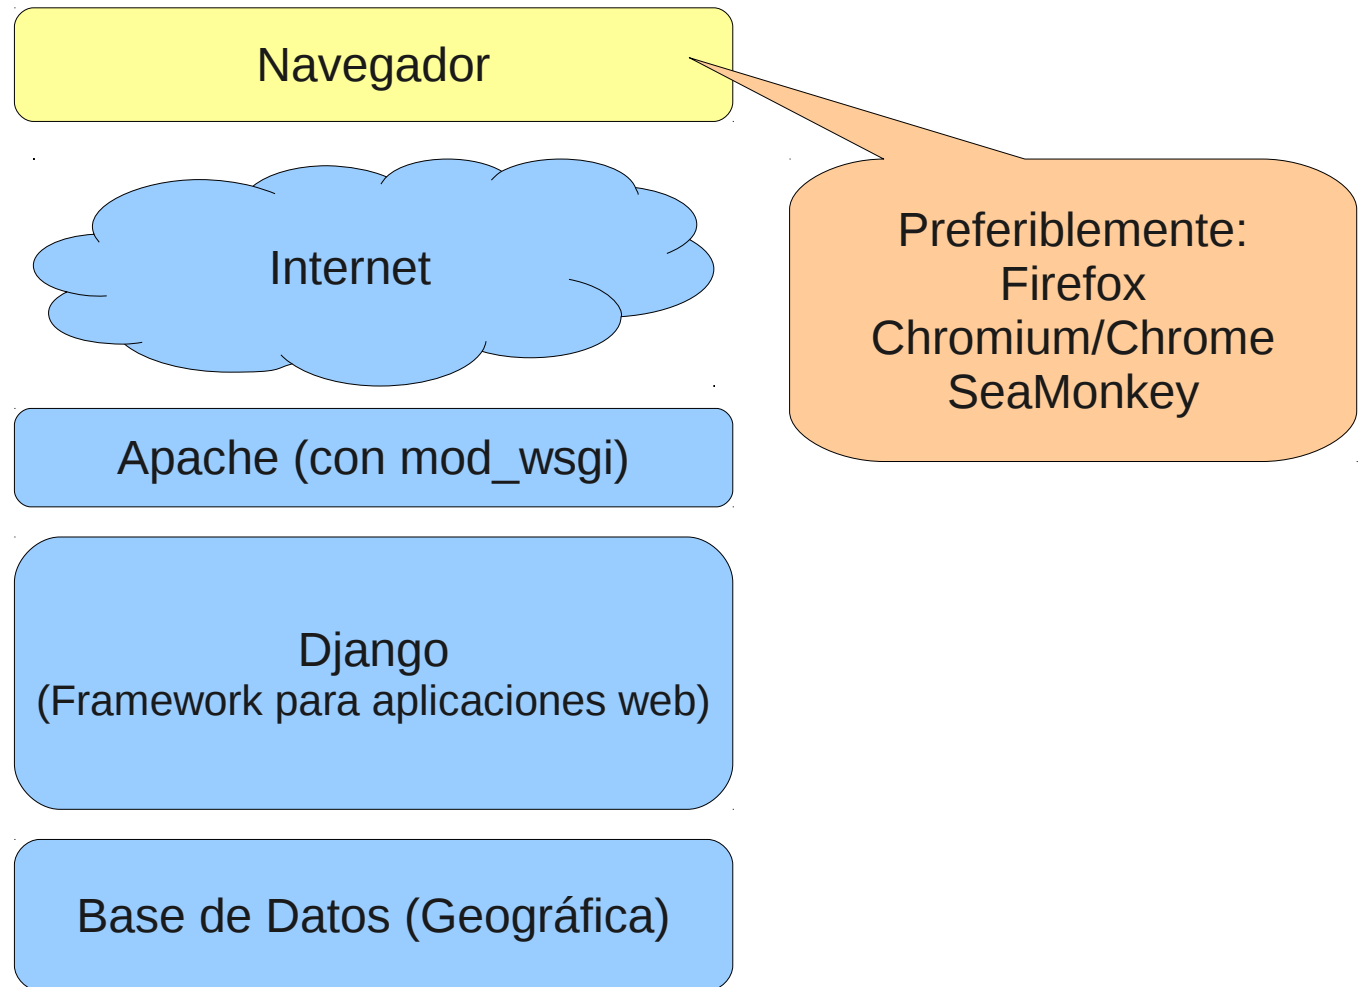 Navegador
Internet
Preferiblemente:
Firefox
Chromium/Chrome
SeaMonkey
Apache (con mod_wsgi)
Django
(Framework para aplicaciones web)
Base de Datos (Geográfica)